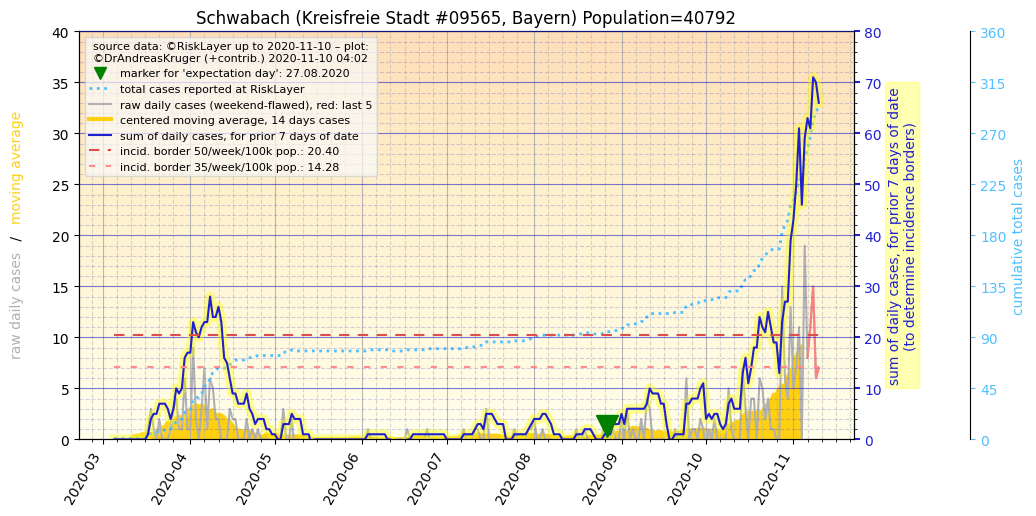 Schwabach (Kreisfreie Stadt #09565, Bayern) Population=40792
source data: ©RiskLayer up to 2020-11-10 – plot:
©DrAndreasKruger (+contrib.) 2020-11-10 04:02
marker for 'expectation day': 27.08.2020
total cases reported at RiskLayer
raw daily cases (weekend-flawed), red: last 5
centered moving average, 14 days cases
sum of daily cases, for prior 7 days of date
incid. border 50/week/100k pop.: 20.40
incid. border 35/week/100k pop.: 14.28
raw daily cases / moving average
40
35
30
25
20
15
10
5
0
2020-03
2020-04
2020-05
2020-06
2020-07
2020-08
2020-09
2020-10
2020-11
80
70
60
50
40
30
20
10
0
sum of daily cases, for prior 7 days of date
(to determine incidence borders)
360
315
270
225
180
135
90
45
0
cumulative total cases